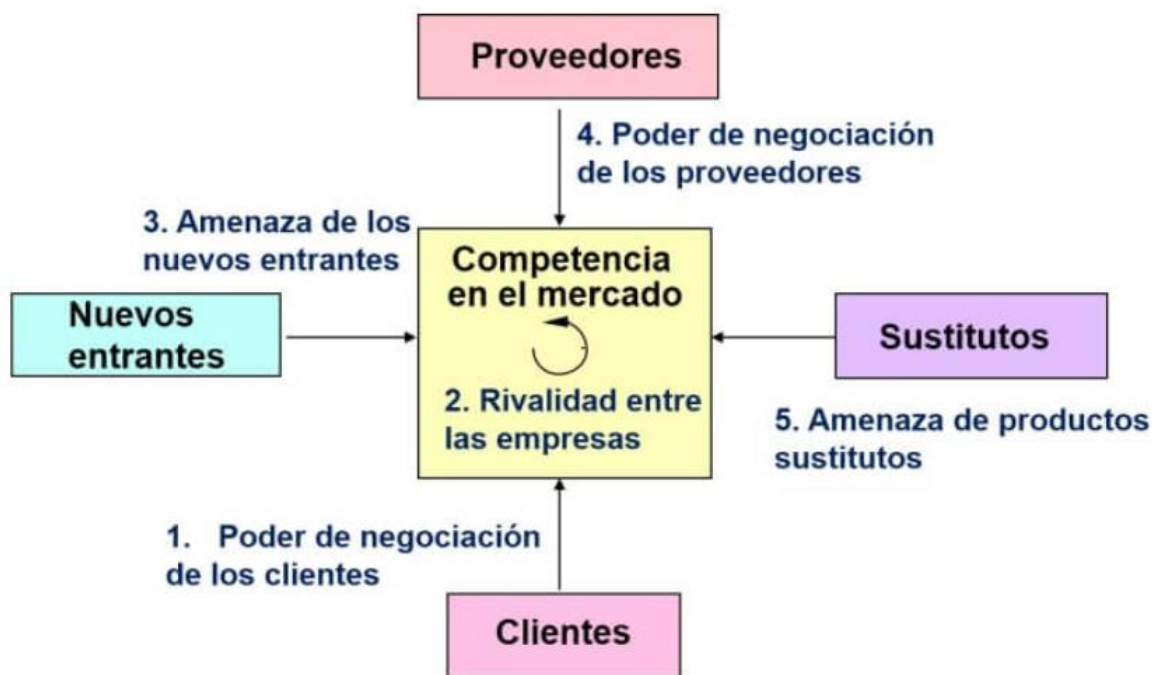 Proveedores
4. Poder de negociación
de los proveedores
3. Amenaza de los
nuevos entrantes
Competencia
en el mercado
Nuevos
entrantes
Sustitutos
2. Rivalidad entre
las empresas
5. Amenaza de productos
sustitutos
1. Poder de negociación
de los clientes
Clientes